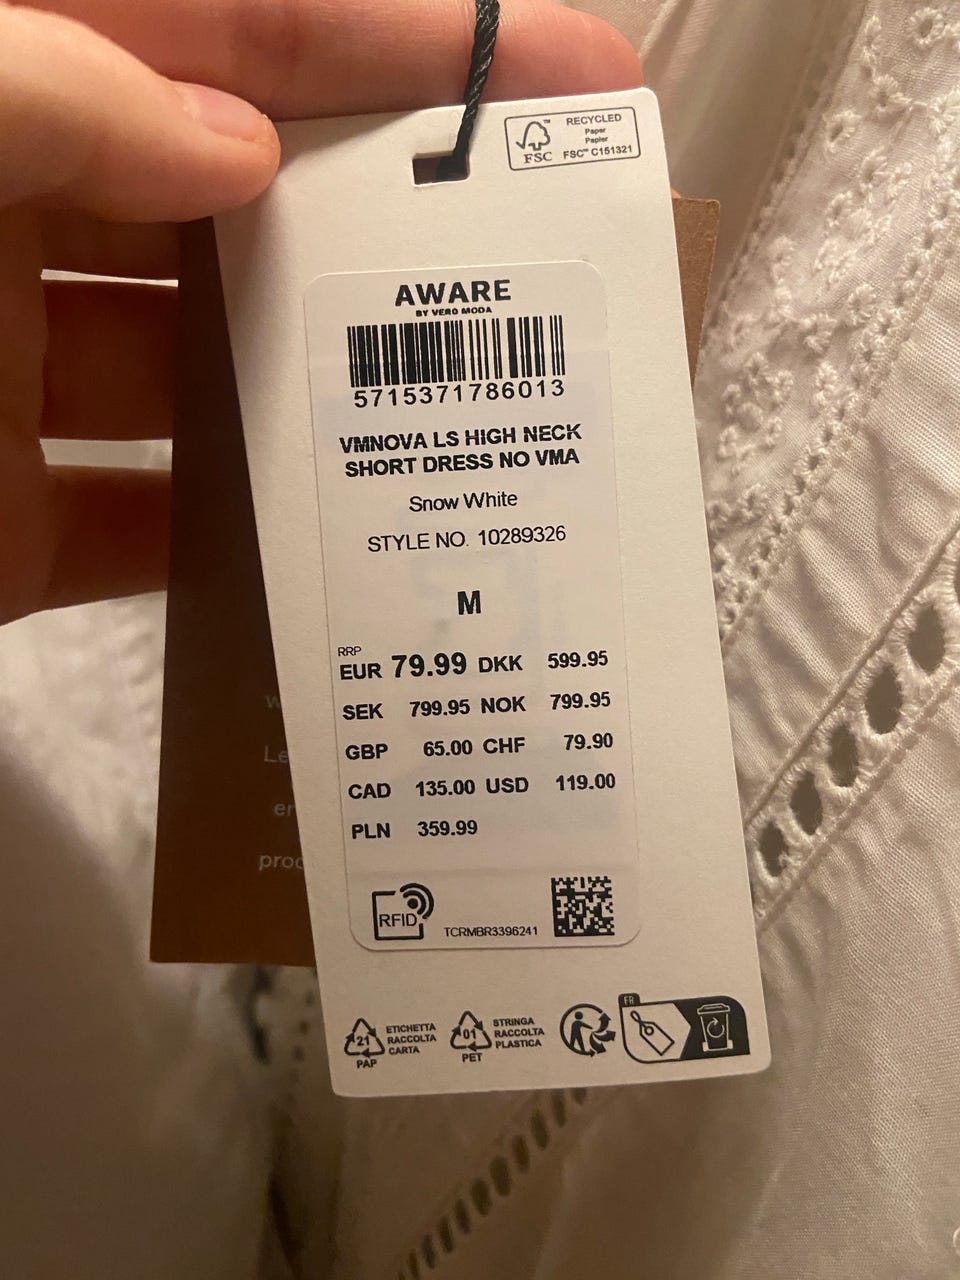 RECYCLED
Paper
Papier
FSC™ C151321
FSC
AWARE
BY VERO MODA
5715371786013
VMNOVA LS HIGH NECK
SHORT DRESS NO VMA
Snow White
STYLE NO. 10289326
M
RRP
EUR 79.99 DKK 599.95
SEK 799.95 NOK 799.95
GBP 65.00 CHF 79.90
CAD 135.00 USD 119.00
PLN 359.99
RFID
TCRMBR3396241
FR
21
PAP
ETICHETTA
RACCOLTA
CARTA
01
PET
STRINGA
RACCOLTA
PLASTICA